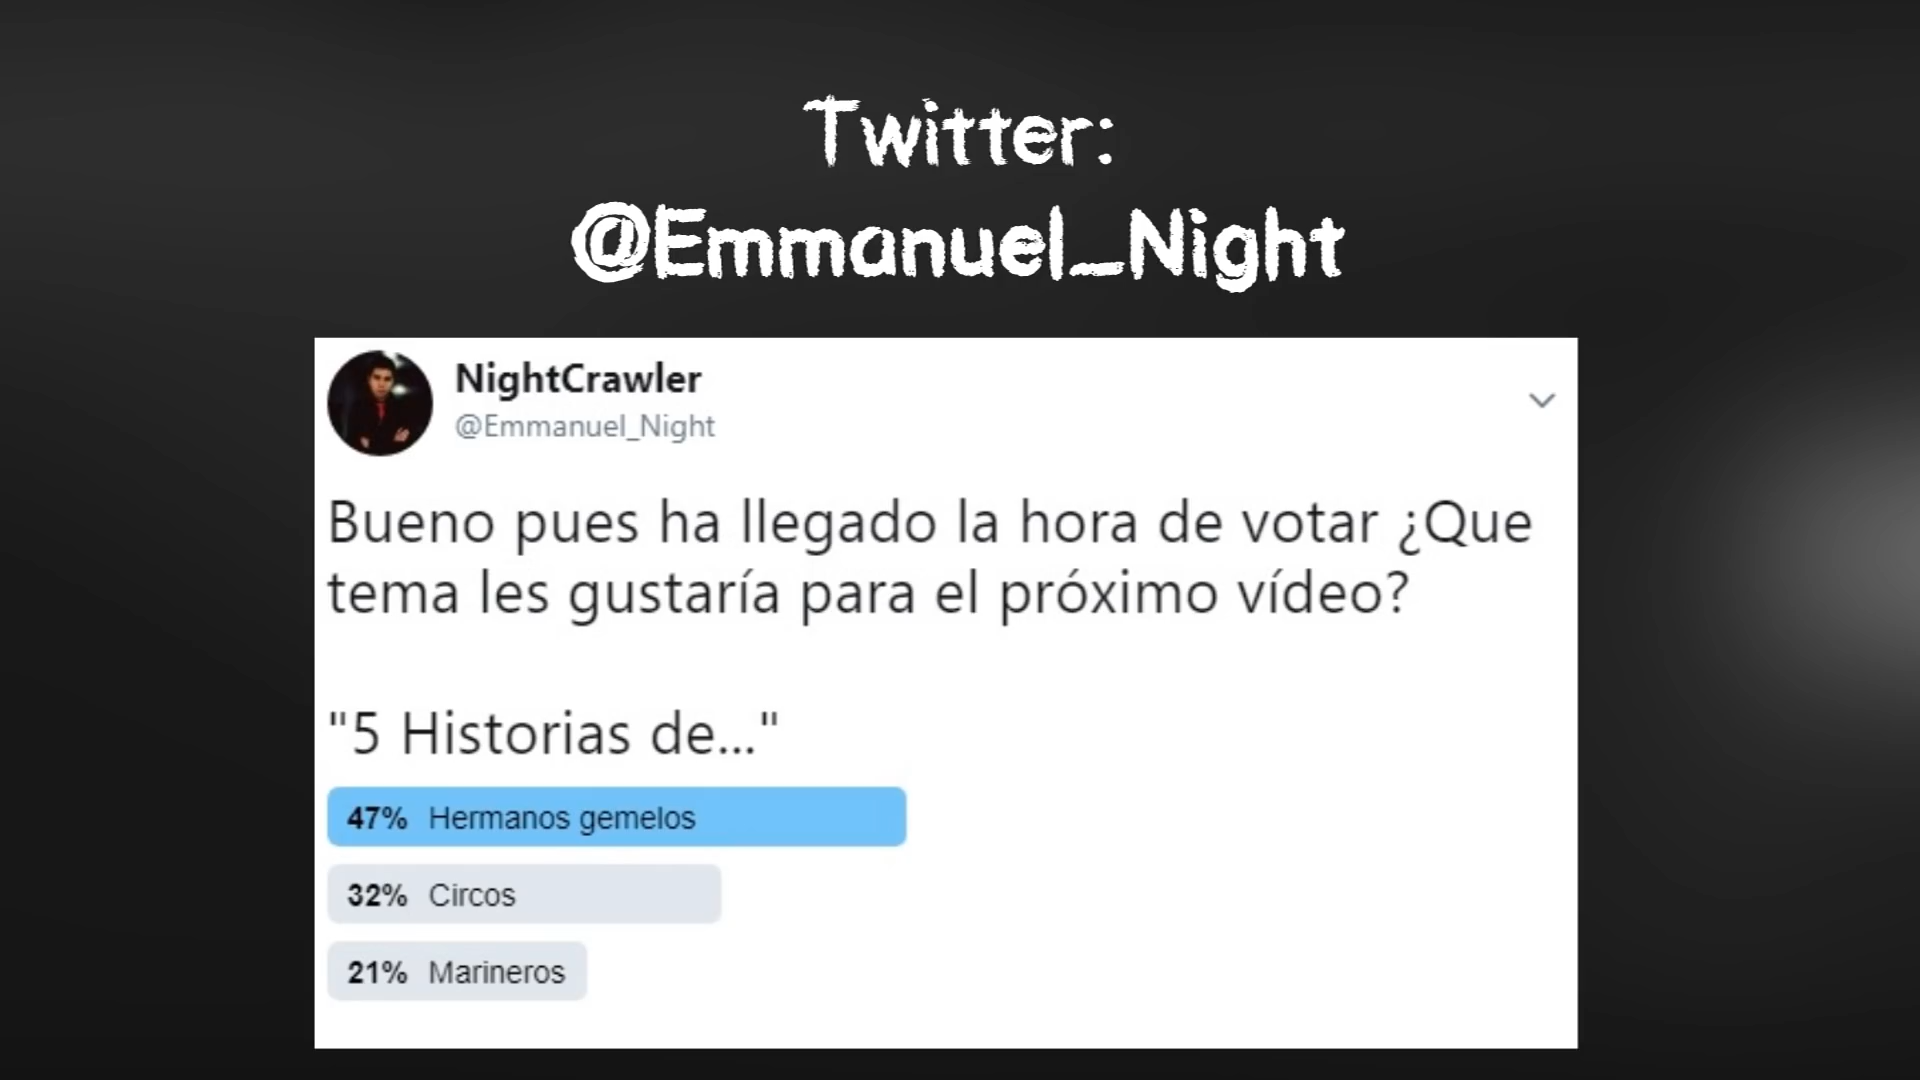 Twitter:
@Emmanuel_Night
NightCrawler
@Emmanuel_Night
Bueno pues ha llegado la hora de votar ¿Que
tema les gustaría para el próximo vídeo?
"5 Historias de..."
47% Hermanos gemelos
32% Circos
21% Marineros